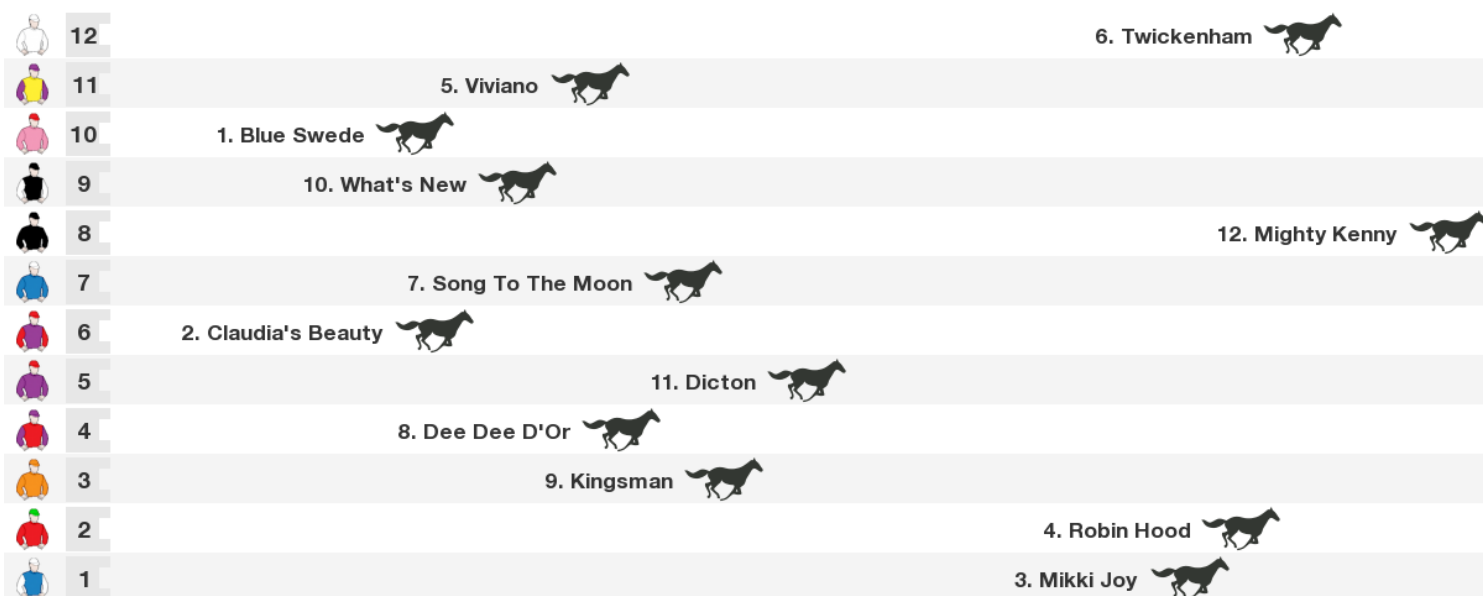 12 6. Twickenham
11 5. Viviano
10 1. Blue Swede
9 10. What's New
8 12. Mighty Kenny
7 7. Song To The Moon
6 2. Claudia's Beauty
5 11. Dicton
4 8. Dee Dee D'Or
3 9. Kingsman
2 4. Robin Hood
1 3. Mikki Joy